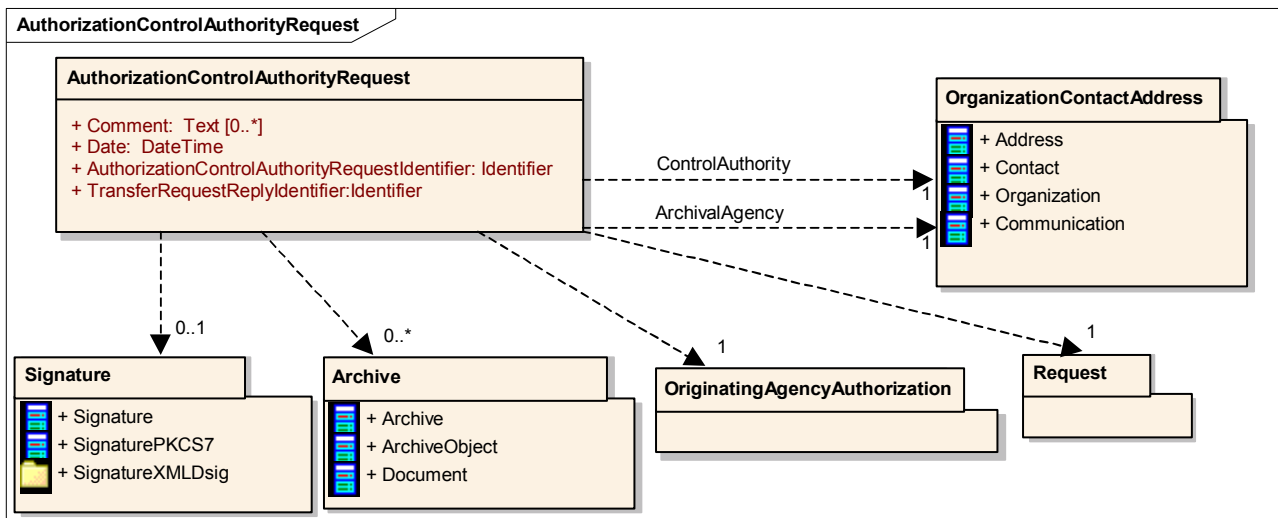 AuthorizationControlAuthorityRequest
AuthorizationControlAuthorityRequest
+ Comment: Text [0..*]
+ Date: DateTime
+ AuthorizationControlAuthorityRequestIdentifier: Identifier
+ TransferRequestReplyIdentifier:Identifier
OrganizationContactAddress
+ Address
+ Contact
+ Organization
+ Communication
ControlAuthority
1
ArchivalAgency
1
0..1
0..*
1
1
Signature
+ Signature
+ SignaturePKCS7
+ SignatureXMLDsig
Archive
+ Archive
+ ArchiveObject
+ Document
OriginatingAgencyAuthorization
Request